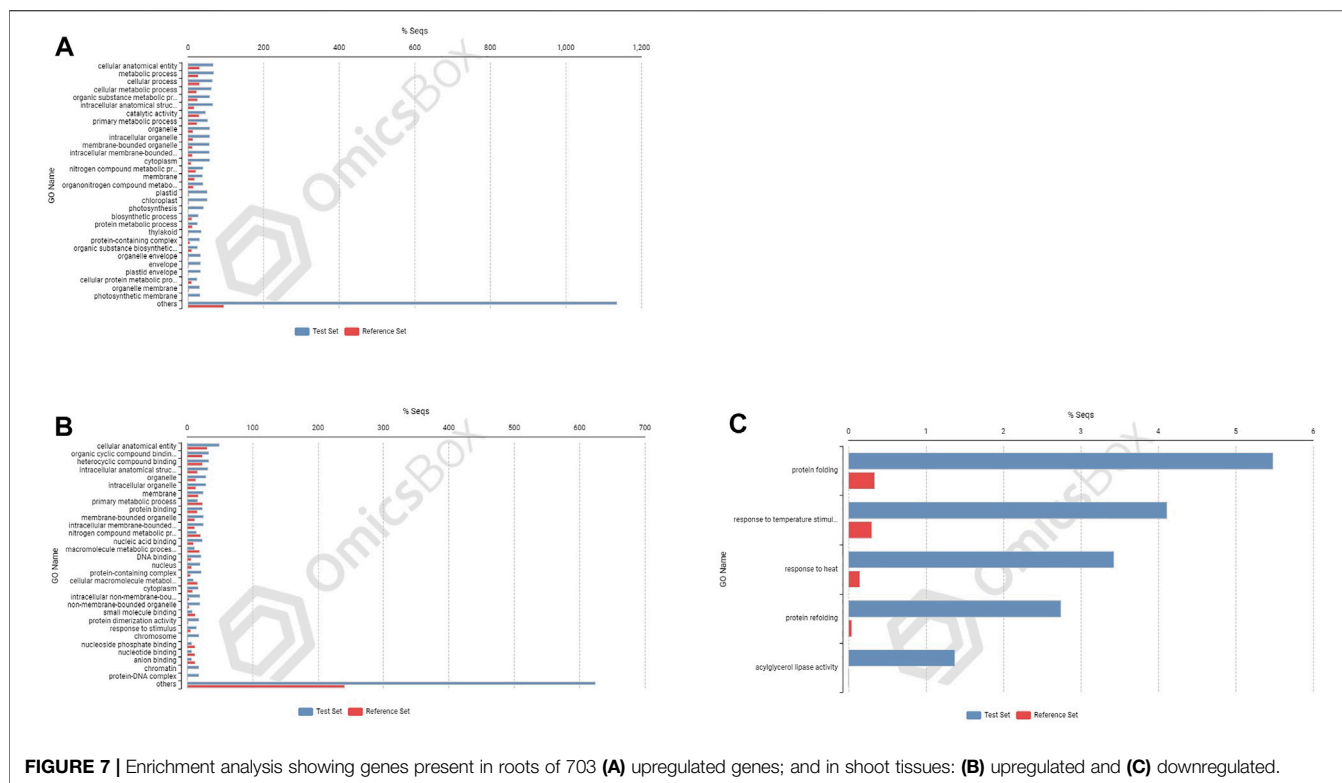 A
% Seqs
0 200 400 600 800 1,000 1,200
GO Name
cellular anatomical entity
metabolic process
cellular process
cellular metabolic process
organic substance metabolic pr...
intracellular anatomical struc...
catalytic activity
primary metabolic process
organelle
intracellular organelle
membrane-bounded organelle
intracellular membrane-bounded...
cytoplasm
nitrogen compound metabolic pr...
membrane
organonitrogen compound metabo...
plastid
chloroplast
photosynthesis
biosynthetic process
protein metabolic process
thylakoid
protein-containing complex
organic substance biosynthetic...
organelle envelope
envelope
plastid envelope
cellular protein metabolic pro...
organelle membrane
photosynthetic membrane
others
OmicsBox
Test Set Reference Set
B
% Seqs
0 100 200 300 400 500 600 700
GO Name
cellular anatomical entity
organic cyclic compound bindin...
heterocyclic compound binding
intracellular anatomical struc...
organelle
intracellular organelle
membrane
primary metabolic process
protein binding
membrane-bounded organelle
intracellular membrane-bounded...
nitrogen compound metabolic pr...
nucleic acid binding
macromolecule metabolic proces...
DNA binding
nucleus
protein-containing complex
cellular macromolecule metabol...
cytoplasm
intracellular non-membrane-bou...
non-membrane-bounded organelle
small molecule binding
protein dimerization activity
response to stimulus
chromosome
nucleoside phosphate binding
nucleotide binding
anion binding
chromatin
protein-DNA complex
others
OmicsBox
Test Set Reference Set
C
% Seqs
0 1 2 3 4 5 6
GO Name
protein folding
response to temperature stimul...
response to heat
protein refolding
acylglycerol lipase activity
OmicsBox
Test Set Reference Set
FIGURE 7 | Enrichment analysis showing genes present in roots of 703 (A) upregulated genes; and in shoot tissues: (B) upregulated and (C) downregulated.